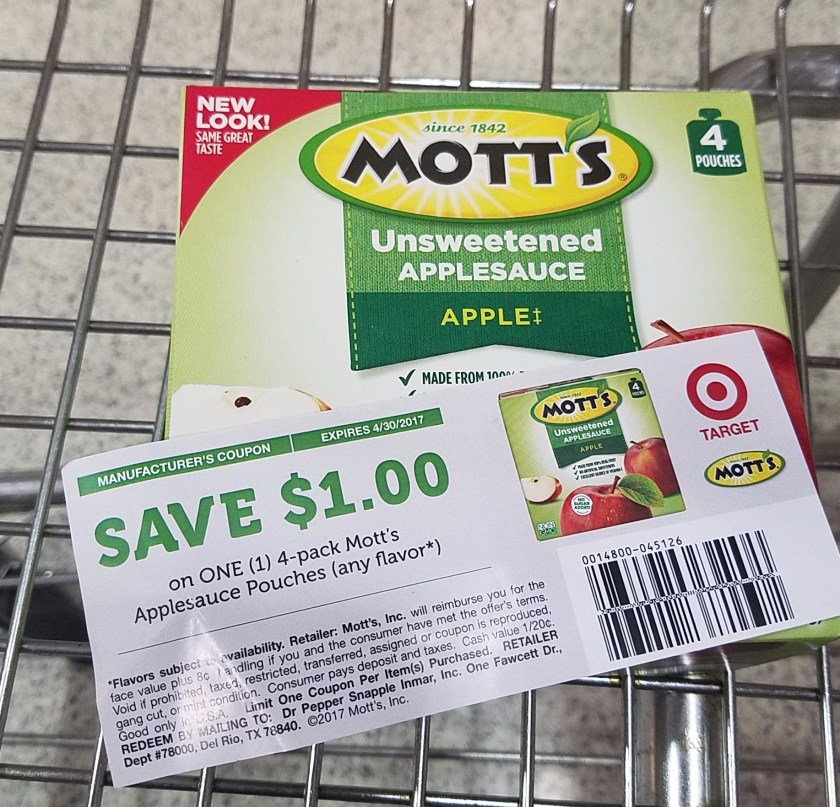 NEW
LOOK!
SAME GREAT
TASTE
since 1842
MOTT'S®
4
POUCHES
Unsweetened
APPLESAUCE
APPLE‡
✓ MADE FROM 100%
MANUFACTURER'S COUPON | EXPIRES 4/30/2017
SAVE $1.00
on ONE (1) 4-pack Mott's
Applesauce Pouches (any flavor*)
*Flavors subject to availability. Retailer: Mott's, Inc. will reimburse you for the
face value plus 8¢ handling if you and the consumer have met the offer's terms.
Void if prohibited, taxed, restricted, transferred, assigned or coupon is reproduced,
gang cut, or mint condition. Consumer pays deposit and taxes. Cash value 1/20¢.
Good only in U.S.A. Limit One Coupon Per Item(s) Purchased. RETAILER
REDEEM BY MAILING TO: Dr Pepper Snapple Inmar, Inc. One Fawcett Dr.,
Dept #78000, Del Rio, TX 78840. ©2017 Mott's, Inc.
MOTT'S
4
Unsweetened
APPLESAUCE
APPLE
NO
SUGAR
ADDED
TARGET
MOTT'S
0014800-045126